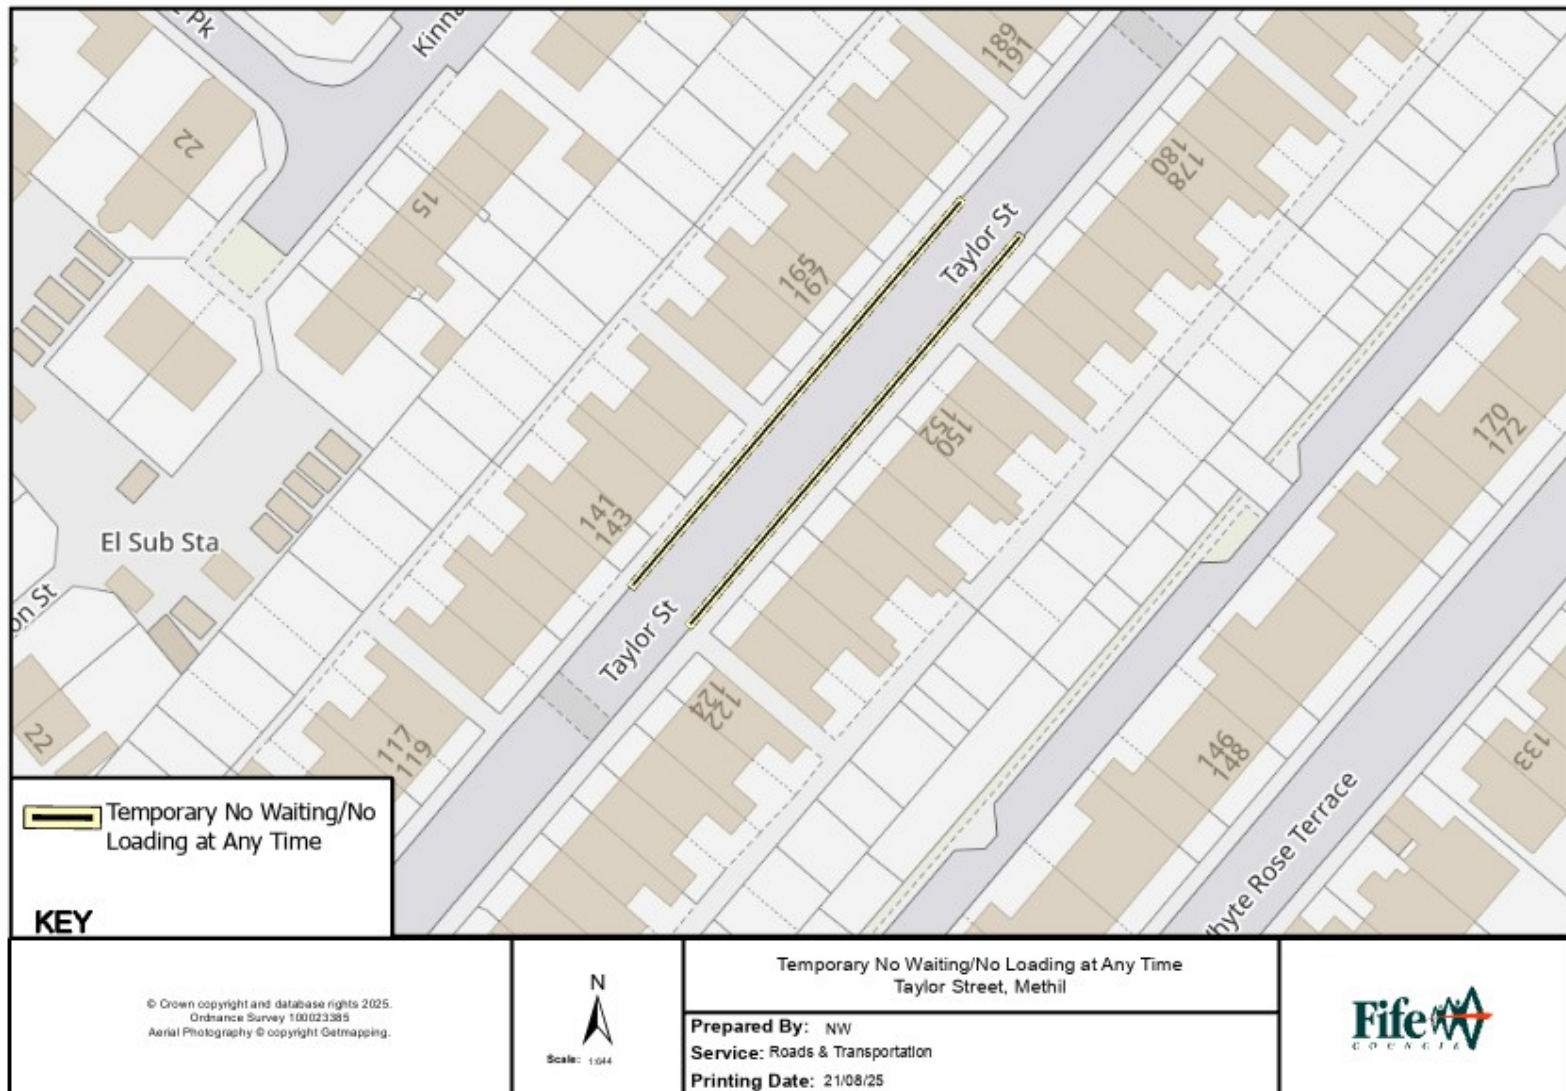 Pk
Kinna
189
191
22
180
178
15
Taylor St
165
167
170
172
152
150
141
143
El Sub Sta
on St
Taylor St
124
122
117
119
22
146
148
133
hyte Rose Terrace
Temporary No Waiting/No
Loading at Any Time
KEY
© Crown copyright and database rights 2025.
Ordnance Survey 100023385
Aerial Photography © copyright Getmapping.
N
Scale: 1:644
Temporary No Waiting/No Loading at Any Time
Taylor Street, Methil
Prepared By: NW
Service: Roads & Transportation
Printing Date: 21/08/25
Fife
COUNCIL